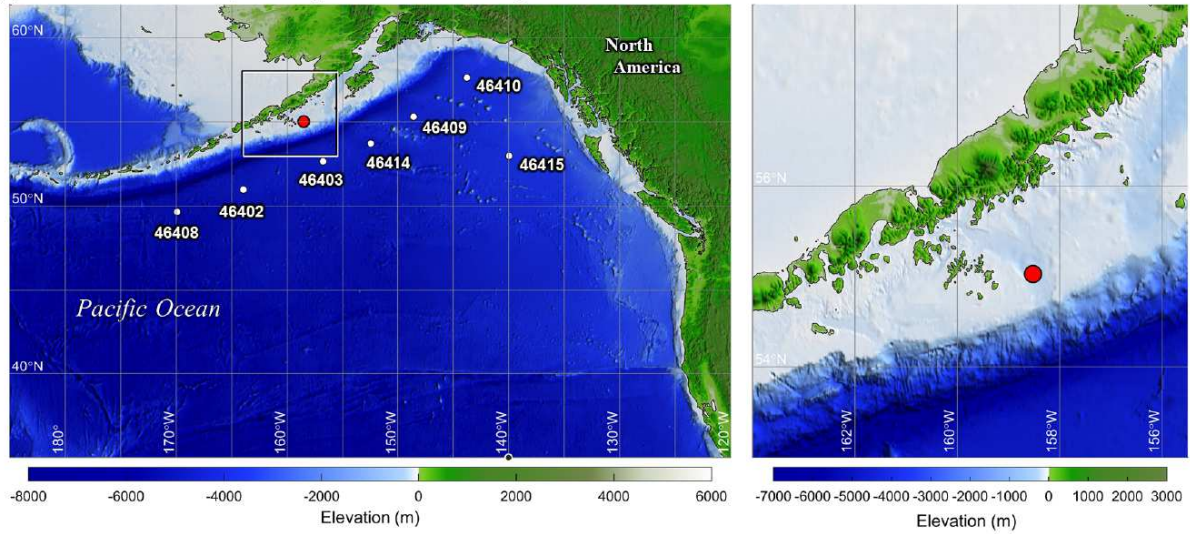 60°N
North
America
46410
46409
46414
46415
46403
46402
50°N
46408
Pacific Ocean
40°N
180°
170°W
160°W
150°W
140°W
130°W
120°W
-8000
-6000
-4000
-2000
0
2000
4000
6000
Elevation (m)
56°N
54°N
162°W
160°W
158°W
156°W
-7000
-6000
-5000
-4000
-3000
-2000
-1000
0
1000
2000
3000
Elevation (m)